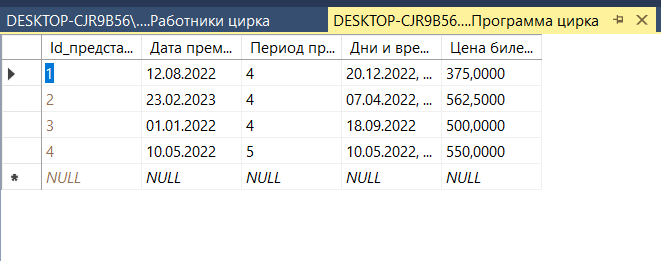 DESKTOP-CJR9B56\....Работники цирка DESKTOP-CJR9B56....Программа цирка
Id_предста... Дата прем... Период пр... Дни и вре... Цена биле...
1 12.08.2022 4 20.12.2022, ... 375,0000
2 23.02.2023 4 07.04.2022, ... 562,5000
3 01.01.2022 4 18.09.2022 500,0000
4 10.05.2022 5 10.05.2022, ... 550,0000
NULL NULL NULL NULL NULL